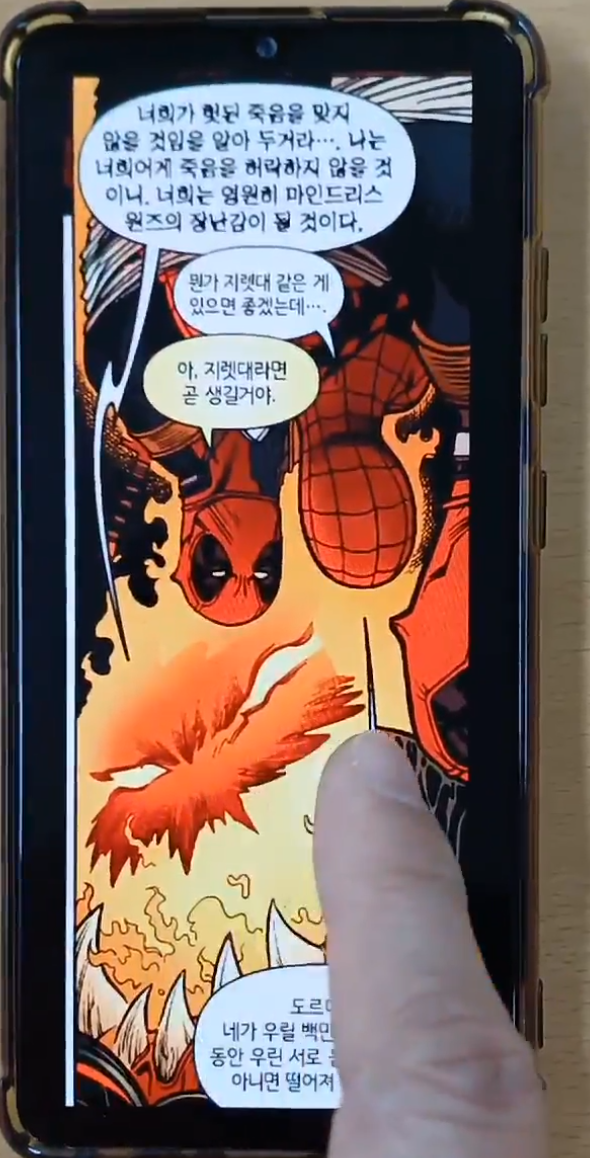 너희가 헛된 죽음을 맞지
않을 것임을 알아 두거라…. 나는
너희에게 죽음을 허락하지 않을 것
이니. 너희는 영원히 마인드리스
원즈의 장난감이 될 것이다.
뭔가 지렛대 같은 게
있으면 좋겠는데….
아, 지렛대라면
곧 생길거야.
도르
네가 우릴 백만
동안 우린 서로
아니면 떨어져